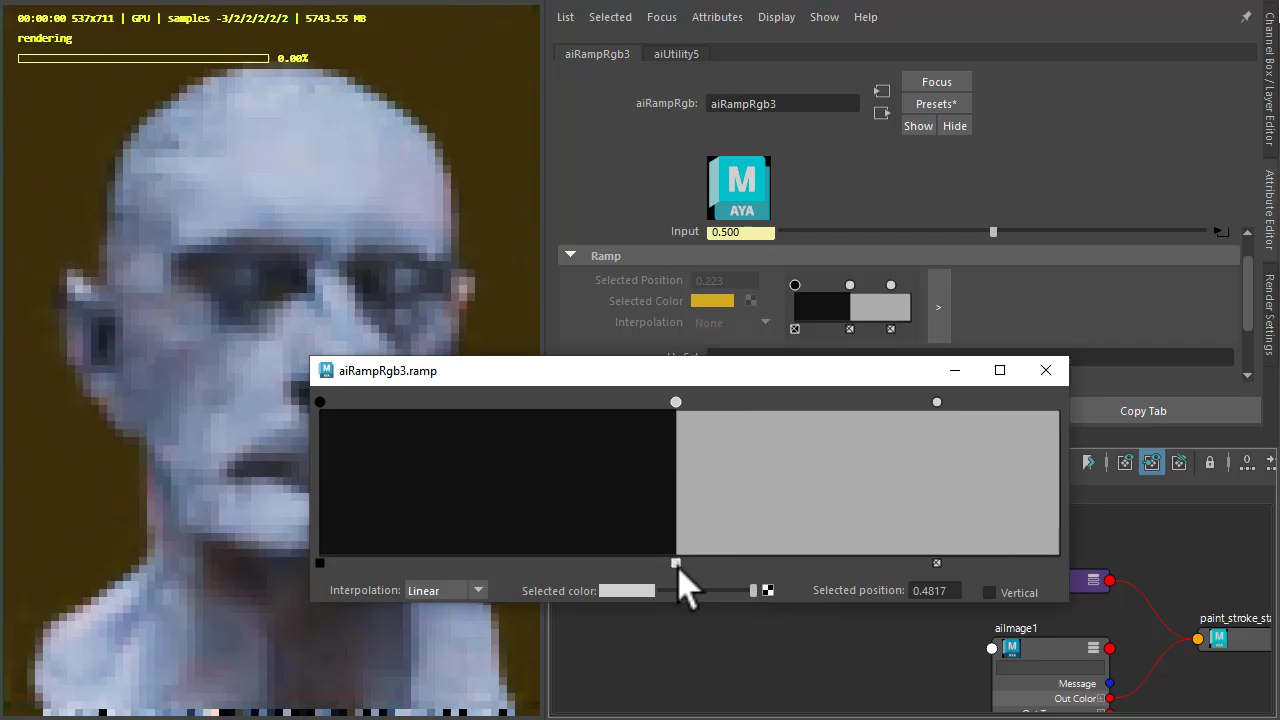 00:00:00 537x711 | GPU | samples -3/2/2/2/2/2 | 5743.55 MB
rendering
0.00%
List Selected Focus Attributes Display Show Help
aiRampRgb3 aiUtility5
aiRampRgb: aiRampRgb3
Focus
Presets*
Show Hide
M
AYA
Input 0.500
Ramp
Selected Position 0.223
Selected Color
Interpolation None
>
Copy Tab
Channel Box / Layer Editor
Attribute Editor
Render Settings
aiRampRgb3.ramp
Interpolation: Linear Selected color: Selected position: 0.4817 Vertical
0
paint_stroke_sta
aiImage1
Message
Out Color